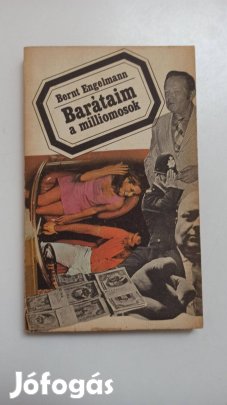 Bernt Engelmann
Barátaim
a milliomosok
Jófogás